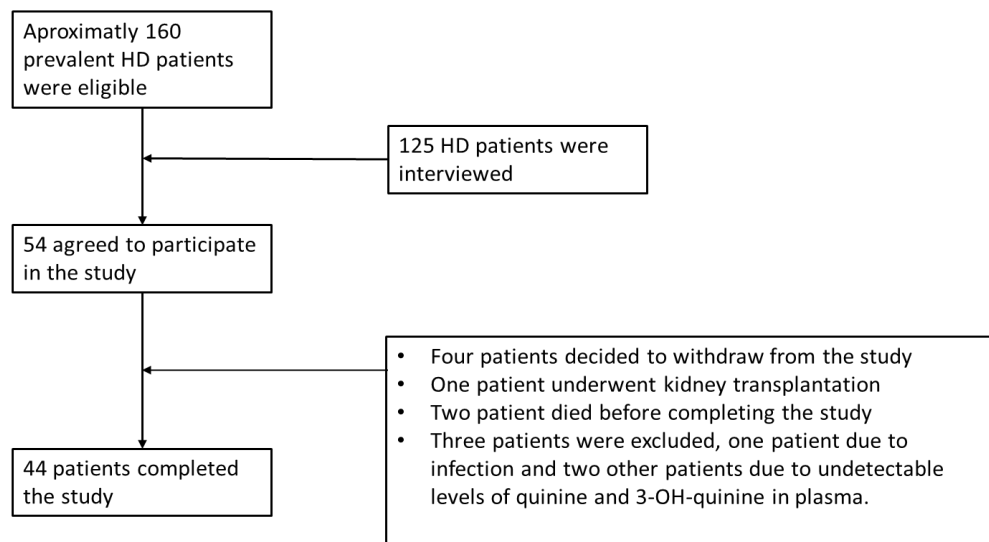 Aproximatly 160
prevalent HD patients
were eligible
125 HD patients were
interviewed
54 agreed to participate
in the study
• Four patients decided to withdraw from the study
• One patient underwent kidney transplantation
• Two patient died before completing the study
• Three patients were excluded, one patient due to
infection and two other patients due to undetectable
levels of quinine and 3-OH-quinine in plasma.
44 patients completed
the study